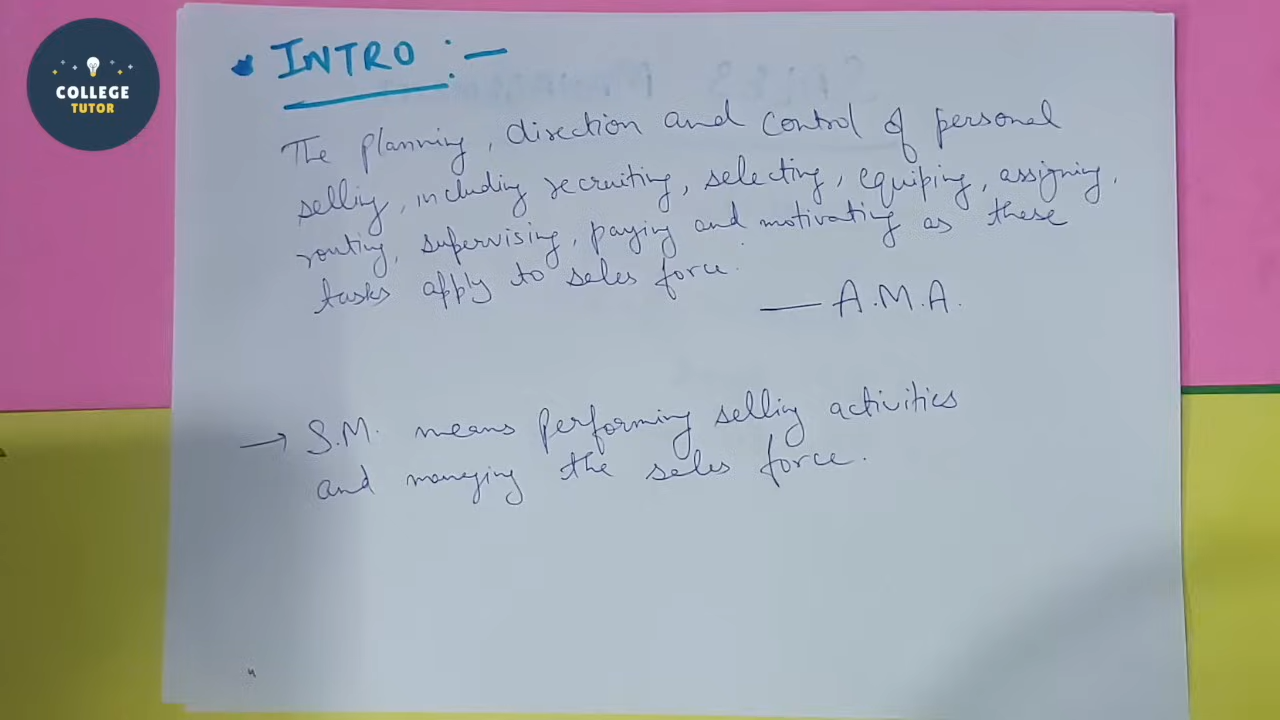 COLLEGE
TUTOR
• INTRO :-
The planning, direction and control of personal
selling, including recruiting, selecting, equiping, assigning,
routing, supervising, paying and motivating as these
tasks apply to sales force.
— A.M.A.
→ S.M. means performing selling activities
and managing the sales force.